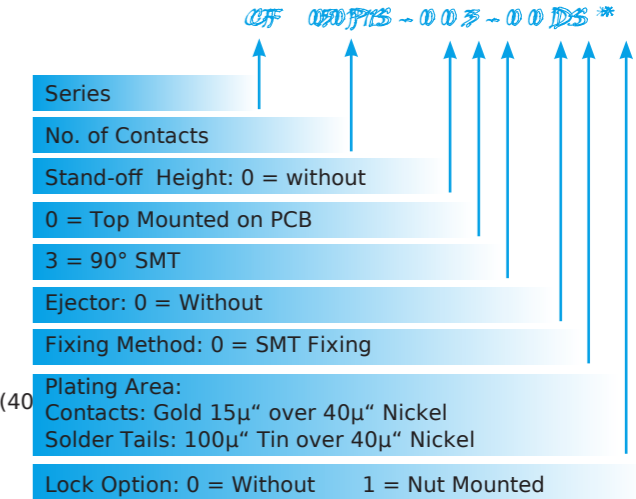 CF - 0 0 3 - 0 0 DS *
Series
No. of Contacts
Stand-off Height: 0 = without
0 = Top Mounted on PCB
3 = 90° SMT
Ejector: 0 = Without
Fixing Method: 0 = SMT Fixing
Plating Area:
(40 Contacts: Gold 15µ“ over 40µ“ Nickel
Solder Tails: 100µ“ Tin over 40µ“ Nickel
Lock Option: 0 = Without 1 = Nut Mounted